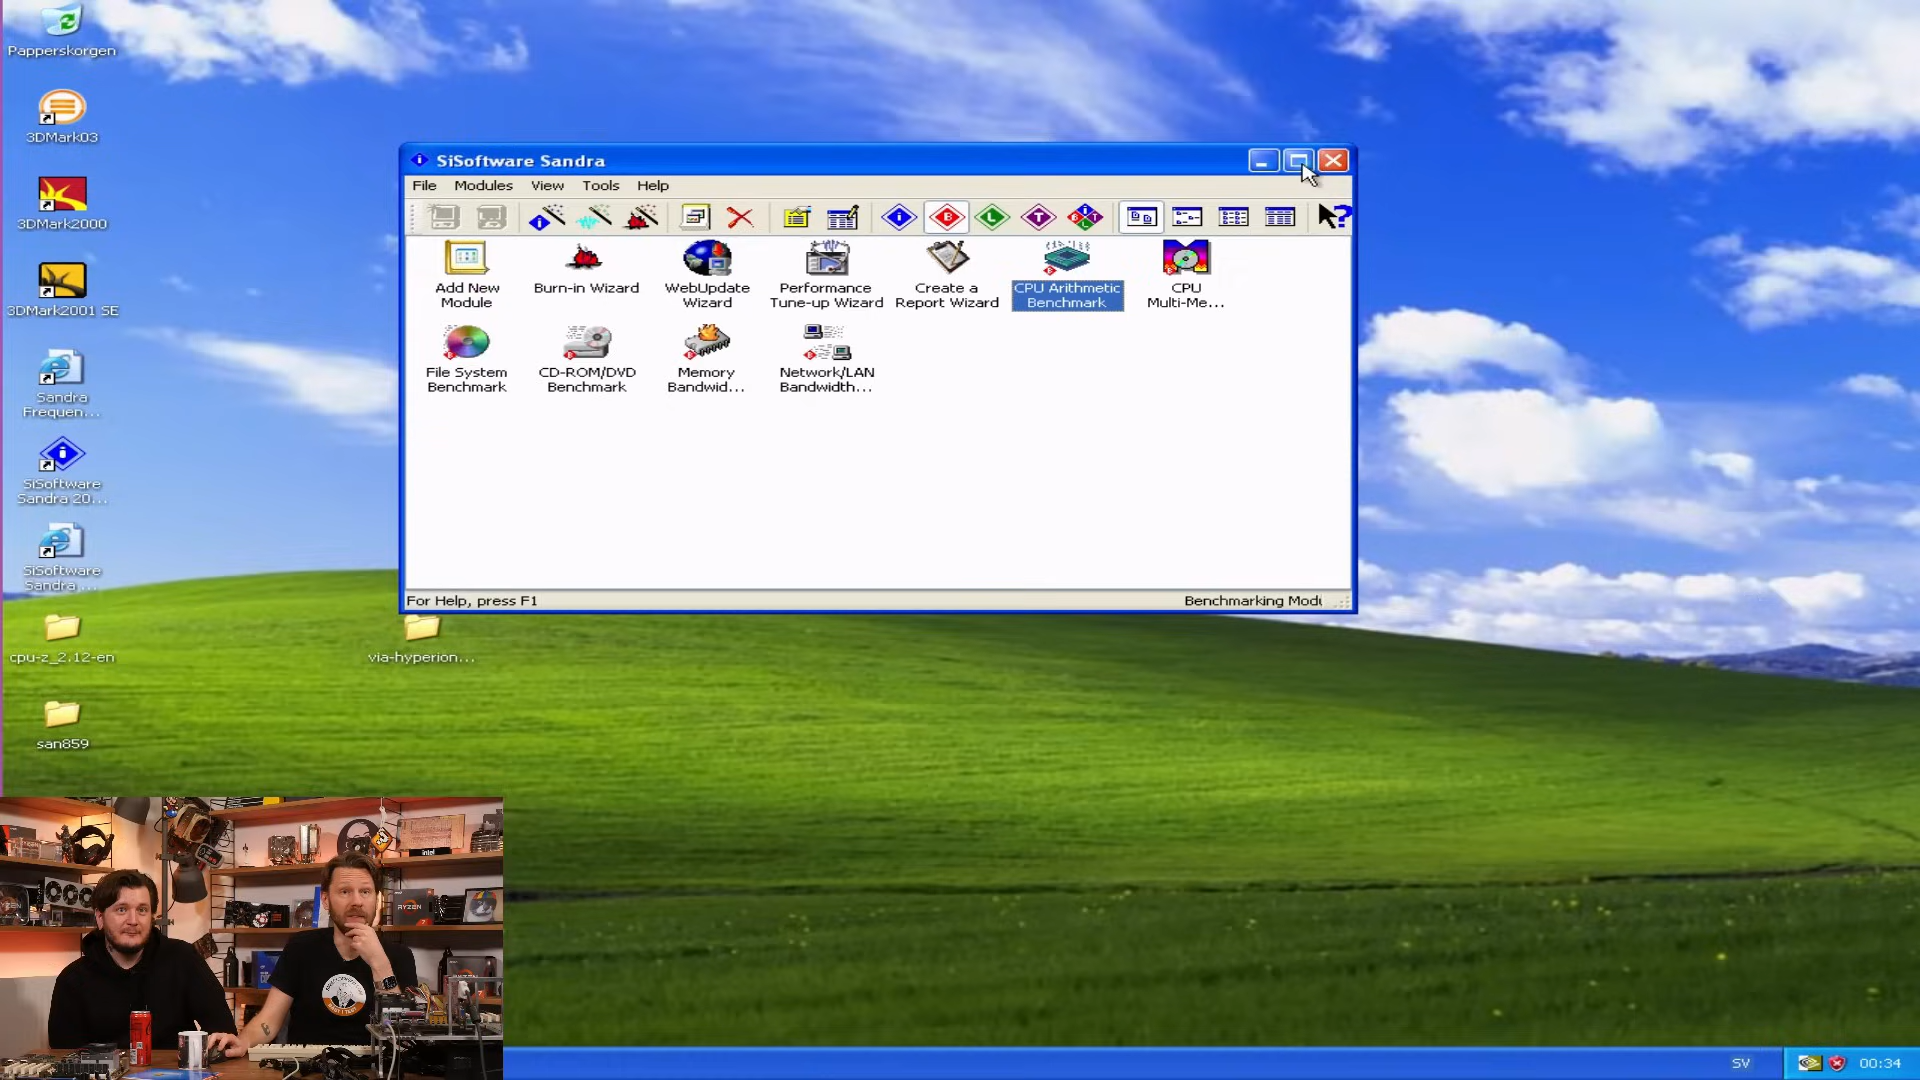 Papperskorgen
3DMark03
3DMark2000
3DMark2001 SE
Sandra
Frequen...
SiSoftware
Sandra 20...
SiSoftware
Sandra ...
cpu-z_2.12-en
san859
via-hyperion...
SiSoftware Sandra
File Modules View Tools Help
Add New
Module
Burn-in Wizard
WebUpdate
Wizard
Performance
Tune-up Wizard
Create a
Report Wizard
CPU Arithmetic
Benchmark
CPU
Multi-Me...
File System
Benchmark
CD-ROM/DVD
Benchmark
Memory
Bandwid...
Network/LAN
Bandwidth...
For Help, press F1
Benchmarking Modu
intel
RYZEN
SV
00:34